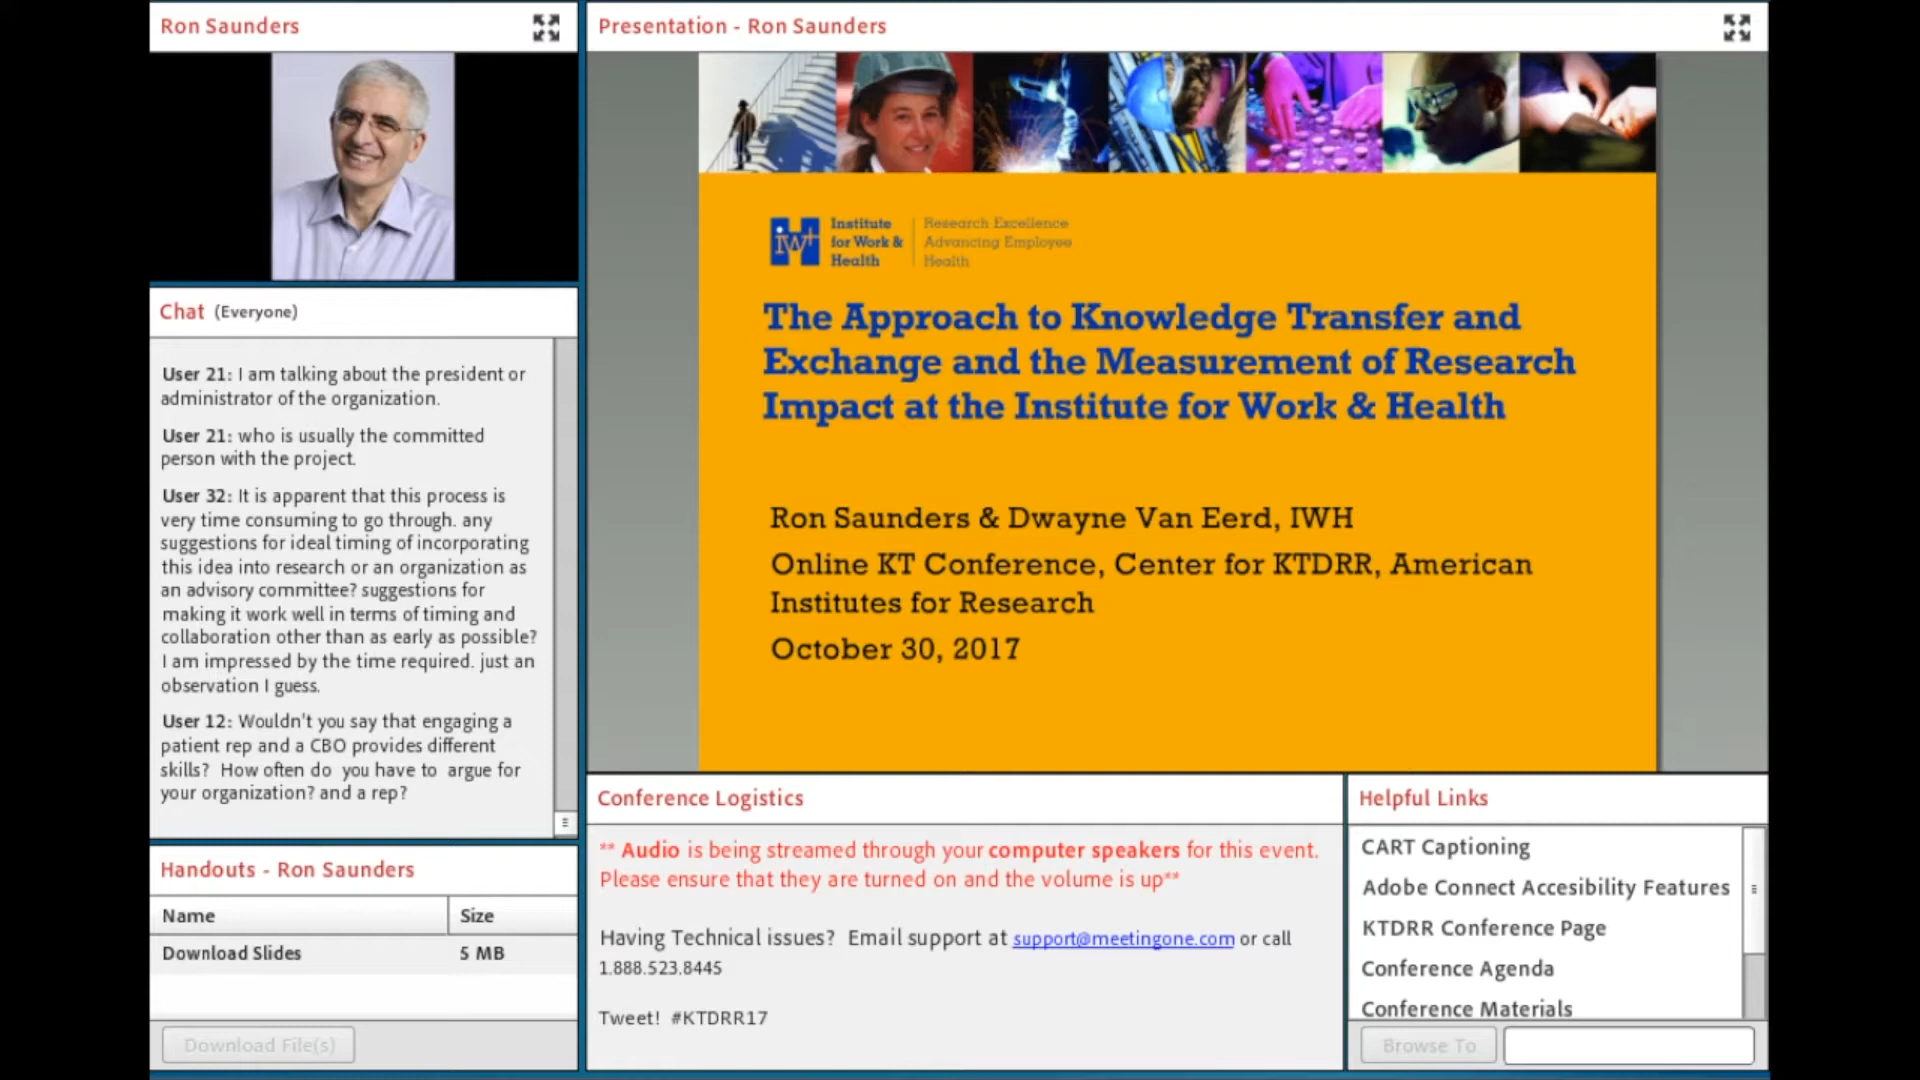 Ron Saunders
Chat (Everyone)
User 21: I am talking about the president or
administrator of the organization.
User 21: who is usually the committed
person with the project.
User 32: It is apparent that this process is
very time consuming to go through. any
suggestions for ideal timing of incorporating
this idea into research or an organization as
an advisory committee? suggestions for
making it work well in terms of timing and
collaboration other than as early as possible?
I am impressed by the time required. just an
observation I guess.
User 12: Wouldn't you say that engaging a
patient rep and a CBO provides different
skills?  How often do  you have to  argue for
your organization? and a rep?
Handouts - Ron Saunders
Name Size
Download Slides 5 MB
Download File(s)
Presentation - Ron Saunders
iwh
Institute
for Work &
Health
Research Excellence
Advancing Employee
Health
The Approach to Knowledge Transfer and
Exchange and the Measurement of Research
Impact at the Institute for Work & Health
Ron Saunders & Dwayne Van Eerd, IWH
Online KT Conference, Center for KTDRR, American
Institutes for Research
October 30, 2017
Conference Logistics
** Audio is being streamed through your computer speakers for this event.
Please ensure that they are turned on and the volume is up**
Having Technical issues?  Email support at support@meetingone.com or call
1.888.523.8445
Tweet!  #KTDRR17
Helpful Links
CART Captioning
Adobe Connect Accesibility Features
KTDRR Conference Page
Conference Agenda
Conference Materials
Browse To